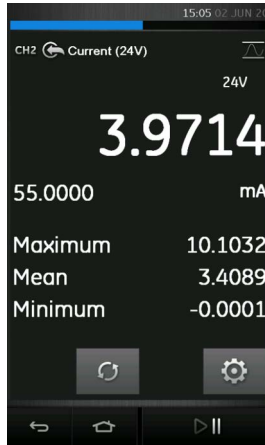 15:05 02 JUN 20
CH2 Current (24V)
24V
3.9714
55.0000 mA
Maximum 10.1032
Mean 3.4089
Minimum -0.0001